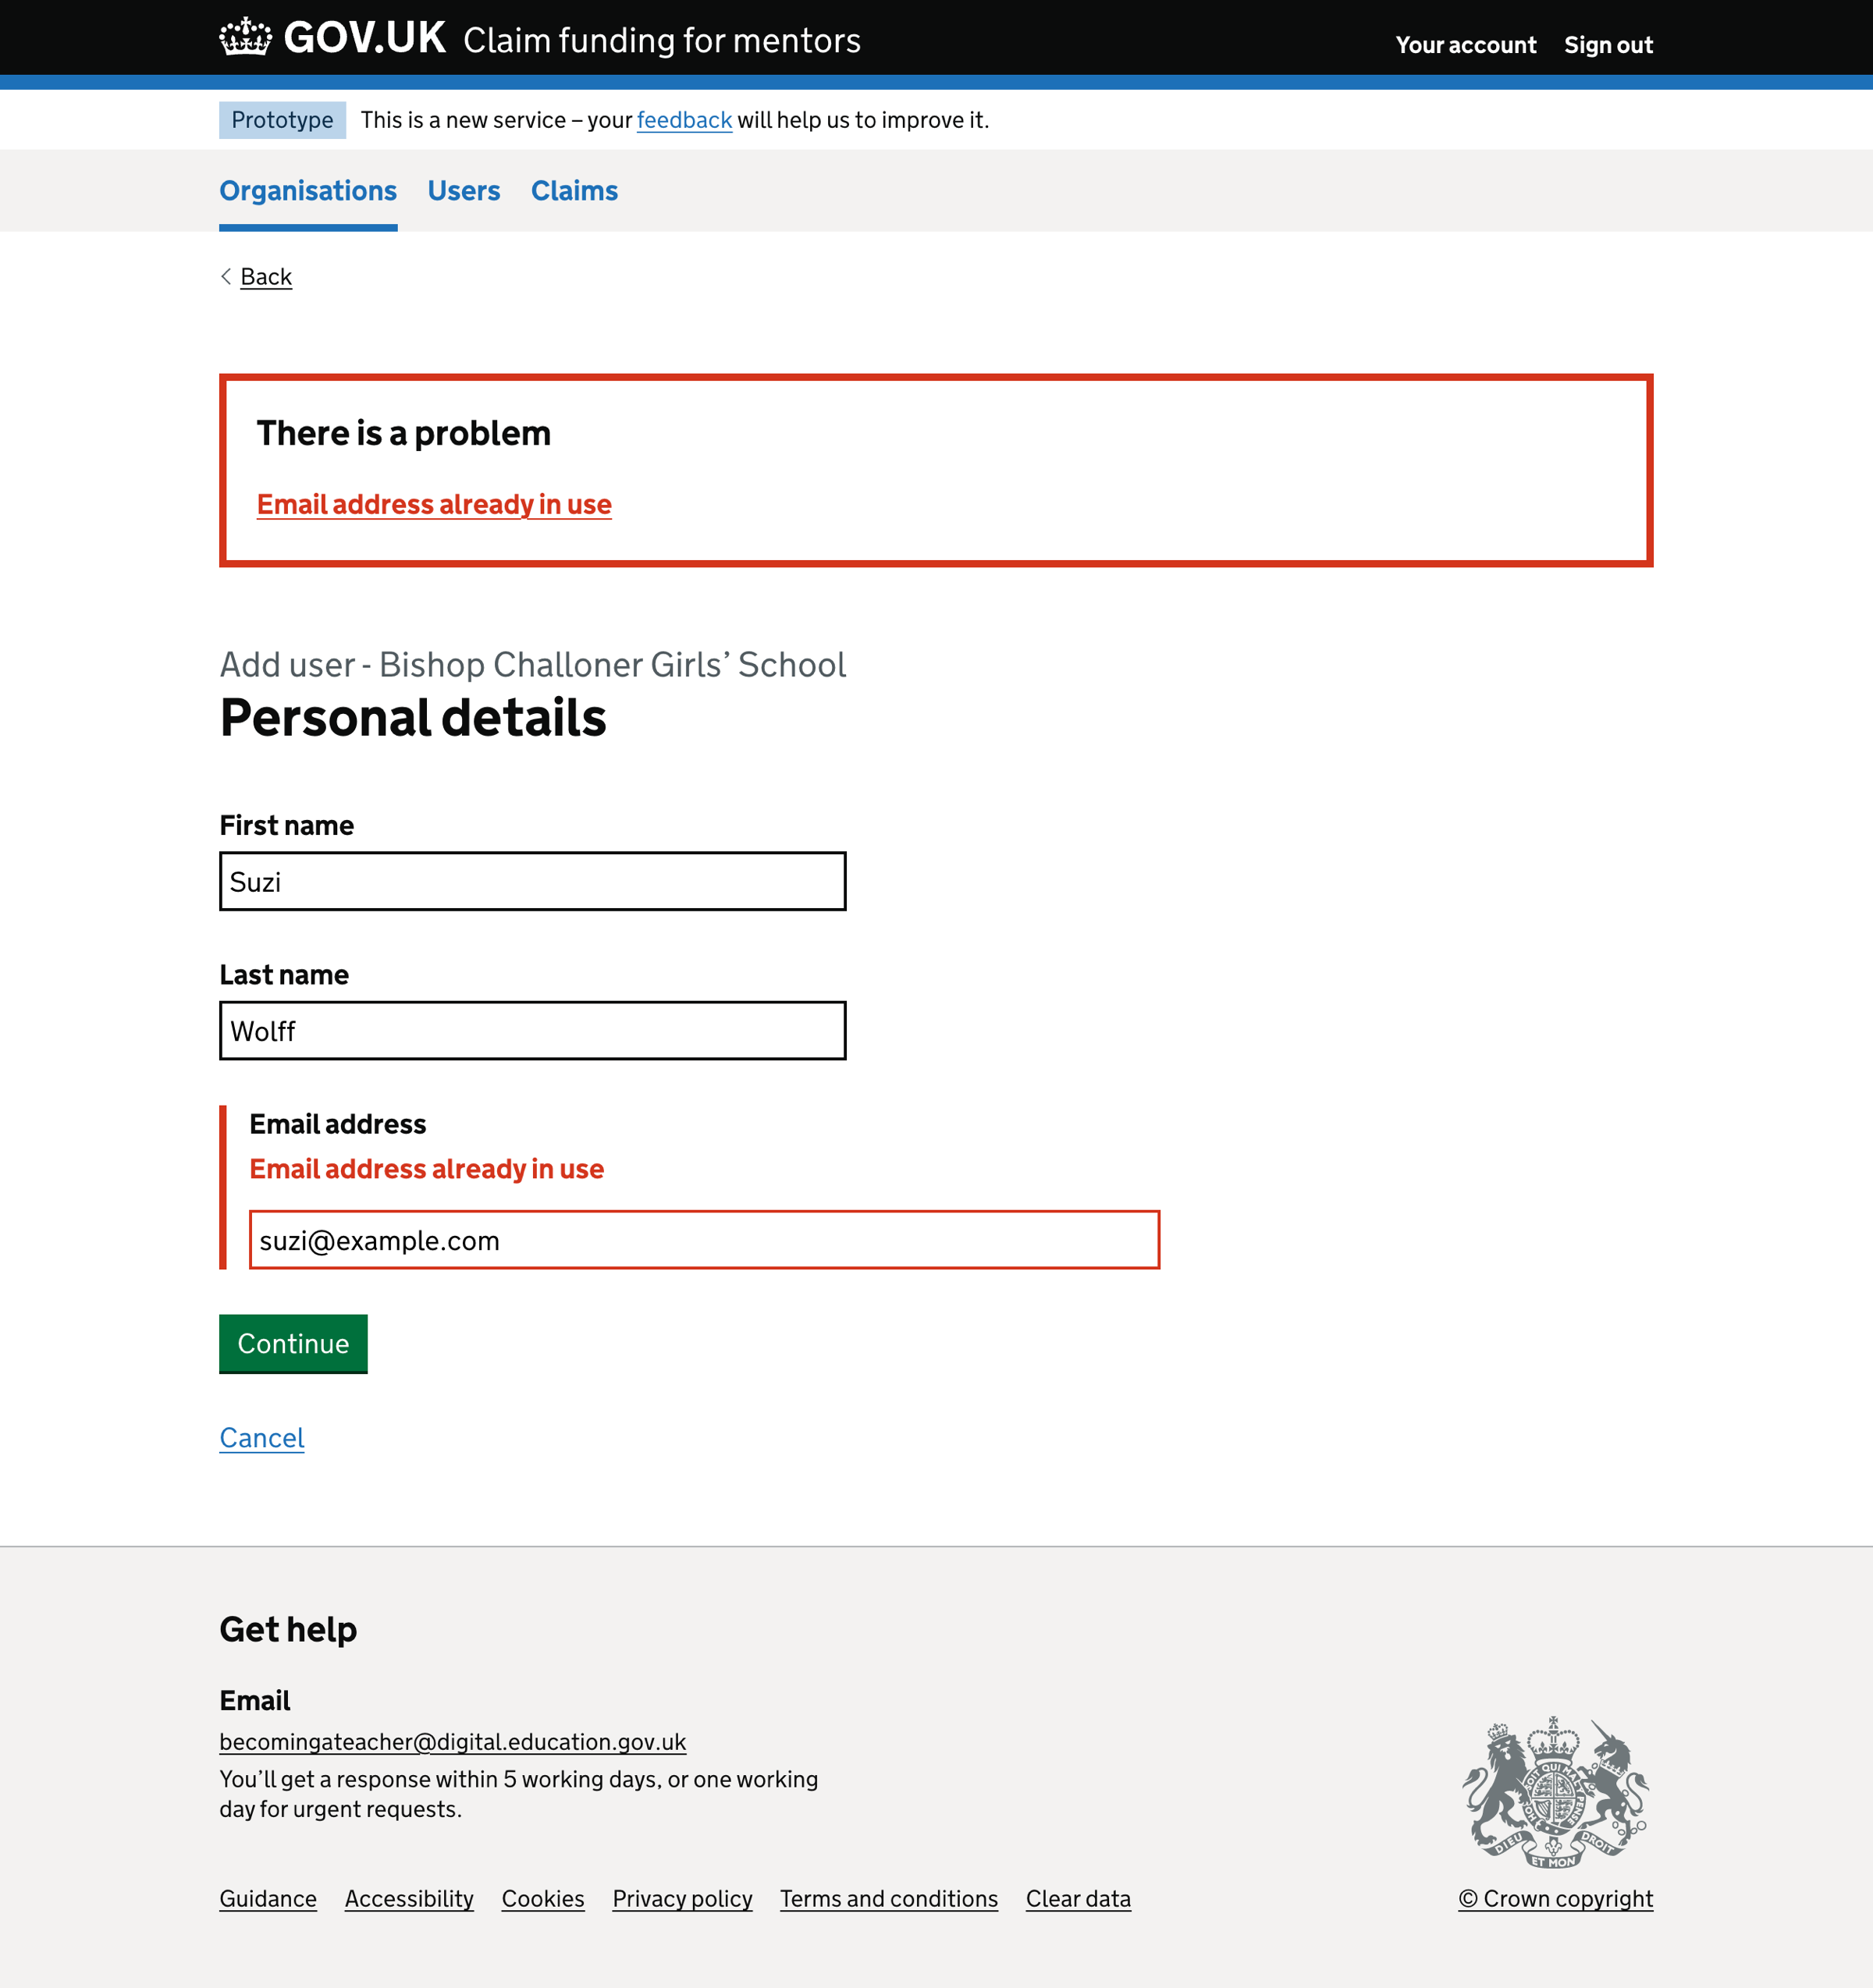 GOV.UK Claim funding for mentors
Your account Sign out
Prototype This is a new service – your feedback will help us to improve it.
Organisations Users Claims
Back
There is a problem
Email address already in use
Add user - Bishop Challoner Girls’ School
Personal details
First name
Suzi
Last name
Wolff
Email address
Email address already in use
suzi@example.com
Continue
Cancel
Get help
Email
becomingateacher@digital.education.gov.uk
You’ll get a response within 5 working days, or one working
day for urgent requests.
DIEU ET MON DROIT
Guidance Accessibility Cookies Privacy policy Terms and conditions Clear data
© Crown copyright